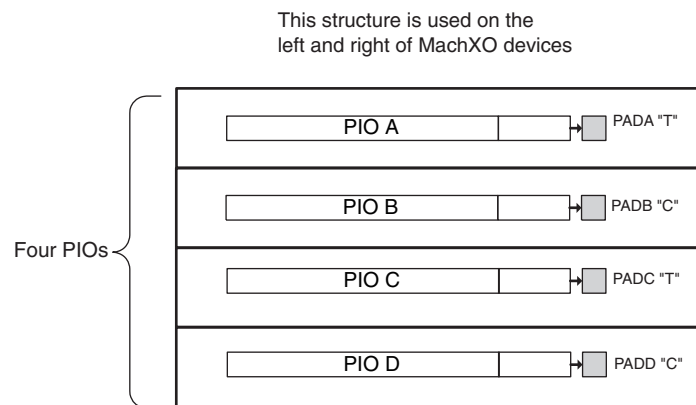 This structure is used on the
left and right of MachXO devices
PIO A
PADA "T"
PIO B
PADB "C"
Four PIOs
PIO C
PADC "T"
PIO D
PADD "C"